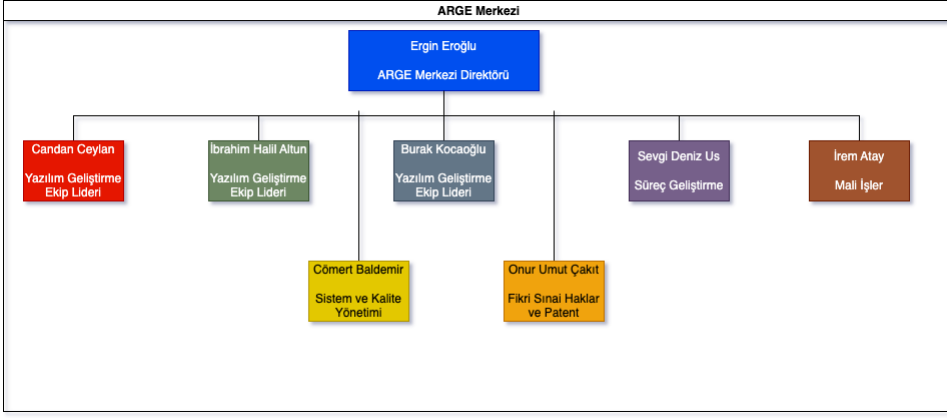 ARGE Merkezi
Ergin Eroğlu
ARGE Merkezi Direktörü
Candan Ceylan
Yazılım Geliştirme
Ekip Lideri
İbrahim Halil Altun
Yazılım Geliştirme
Ekip Lideri
Burak Kocaoğlu
Yazılım Geliştirme
Ekip Lideri
Sevgi Deniz Us
Süreç Geliştirme
İrem Atay
Mali İşler
Cömert Baldemir
Sistem ve Kalite
Yönetimi
Onur Umut Çakıt
Fikri Sınai Haklar
ve Patent